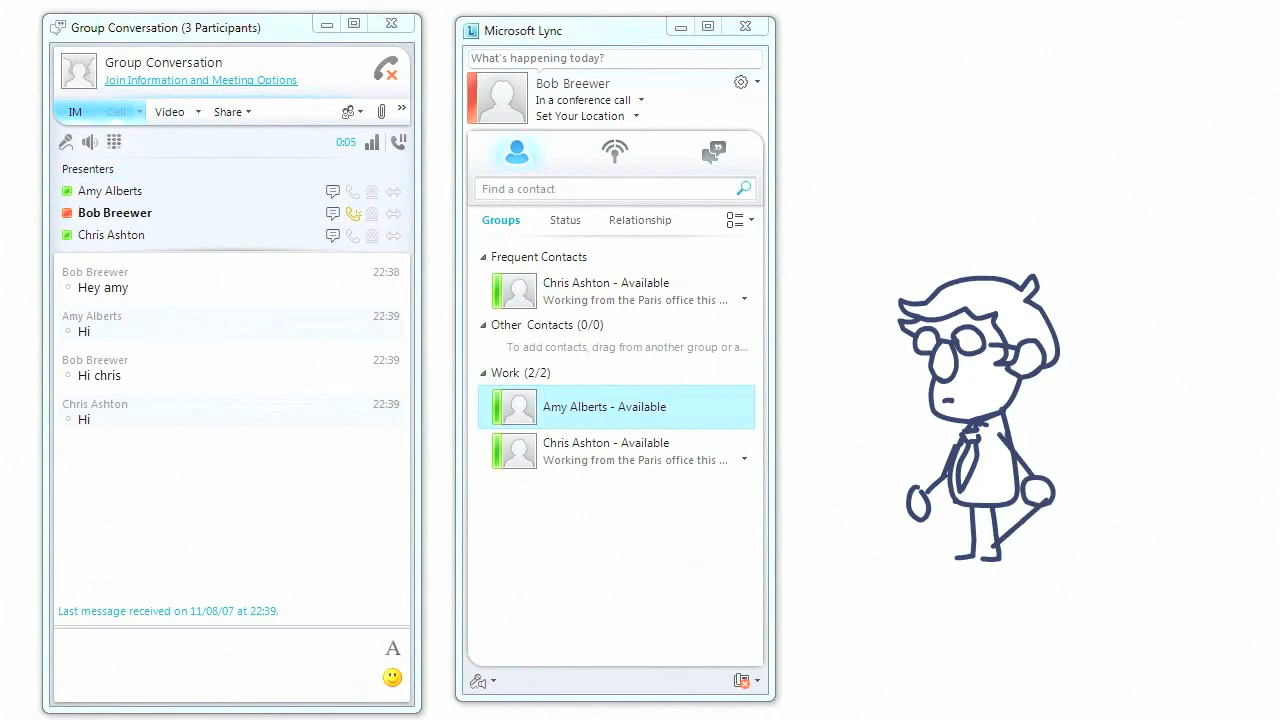 Group Conversation (3 Participants)
Group Conversation
Join Information and Meeting Options
IM Call Video Share
0:05
Presenters
Amy Alberts
Bob Breewer
Chris Ashton
Bob Breewer 22:38
Hey amy
Amy Alberts 22:39
Hi
Bob Breewer 22:39
Hi chris
Chris Ashton 22:39
Hi
Last message received on 11/08/07 at 22:39.
A
Microsoft Lync
What's happening today?
Bob Breewer
In a conference call
Set Your Location
Find a contact
Groups Status Relationship
Frequent Contacts
Chris Ashton - Available
Working from the Paris office this ...
Other Contacts (0/0)
To add contacts, drag from another group or a...
Work (2/2)
Amy Alberts - Available
Chris Ashton - Available
Working from the Paris office this ...